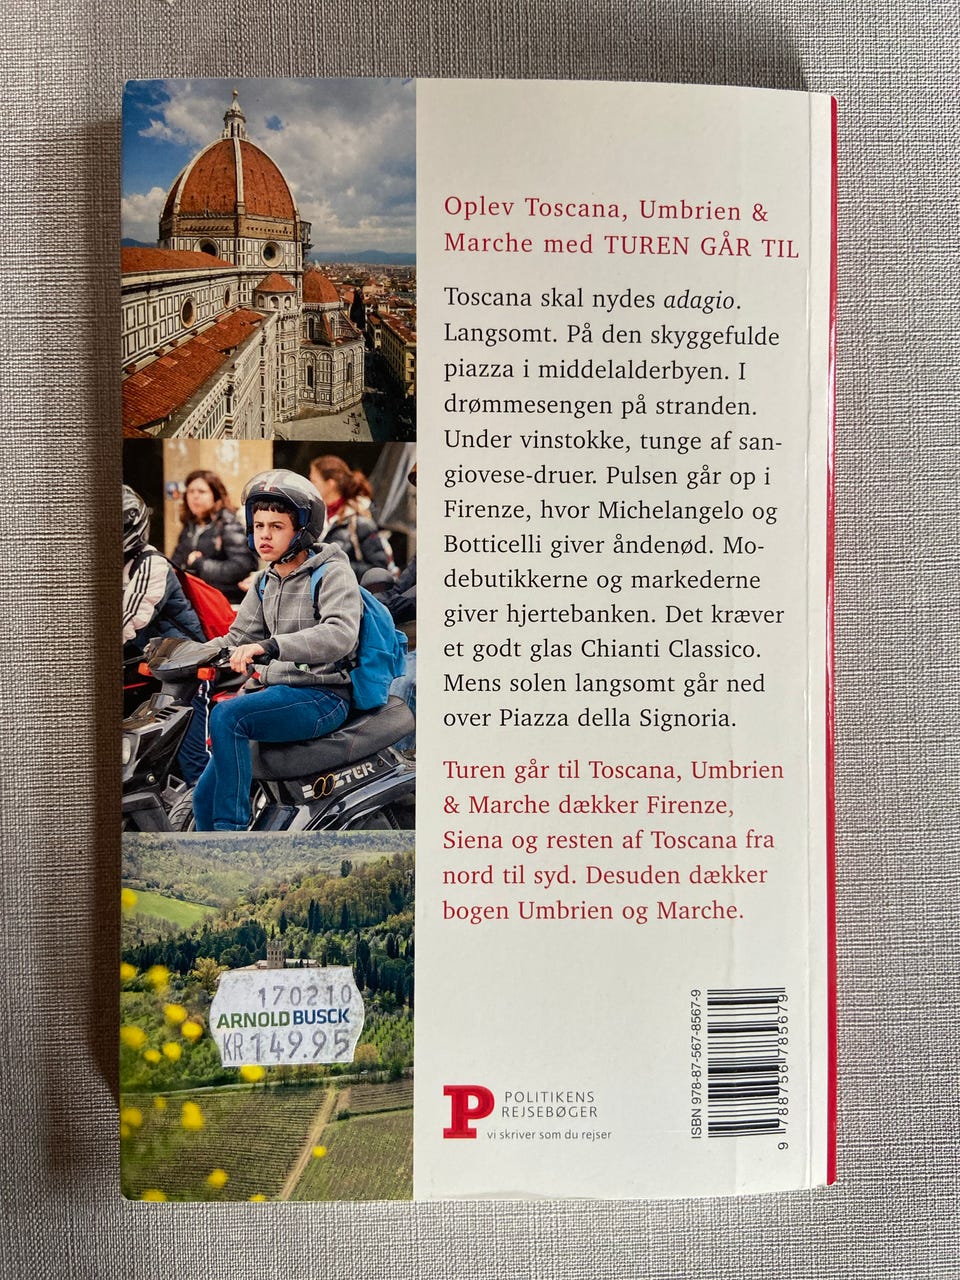 Oplev Toscana, Umbrien &
Marche med TUREN GÅR TIL
Toscana skal nydes adagio.
Langsomt. På den skyggefulde
piazza i middelalderbyen. I
drømmesengen på stranden.
Under vinstokke, tunge af san-
giovese-druer. Pulsen går op i
Firenze, hvor Michelangelo og
Botticelli giver åndenød. Mo-
debutikkerne og markederne
giver hjertebanken. Det kræver
et godt glas Chianti Classico.
Mens solen langsomt går ned
over Piazza della Signoria.
Turen går til Toscana, Umbrien
& Marche dækker Firenze,
Siena og resten af Toscana fra
nord til syd. Desuden dækker
bogen Umbrien og Marche.
BOOSTER
170210
ARNOLD BUSCK
KR 149.95
P
POLITIKENS
REJSEBØGER
vi skriver som du rejser
ISBN 978-87-567-8567-9
9 788756 785679